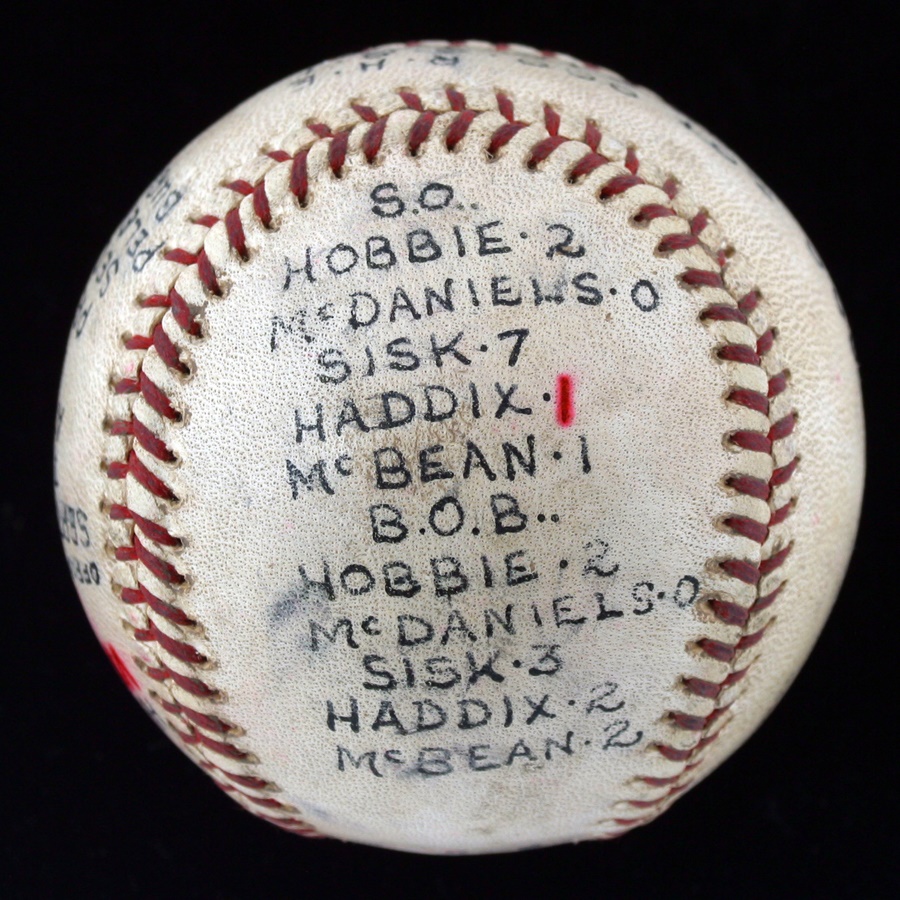 S.O..
HOBBIE · 2
McDANIELS · 0
SISK · 7
HADDIX · 1
McBEAN · 1
B.O.B..
HOBBIE · 2
McDANIELS · 0
SISK · 3
HADDIX · 2
McBEAN · 2